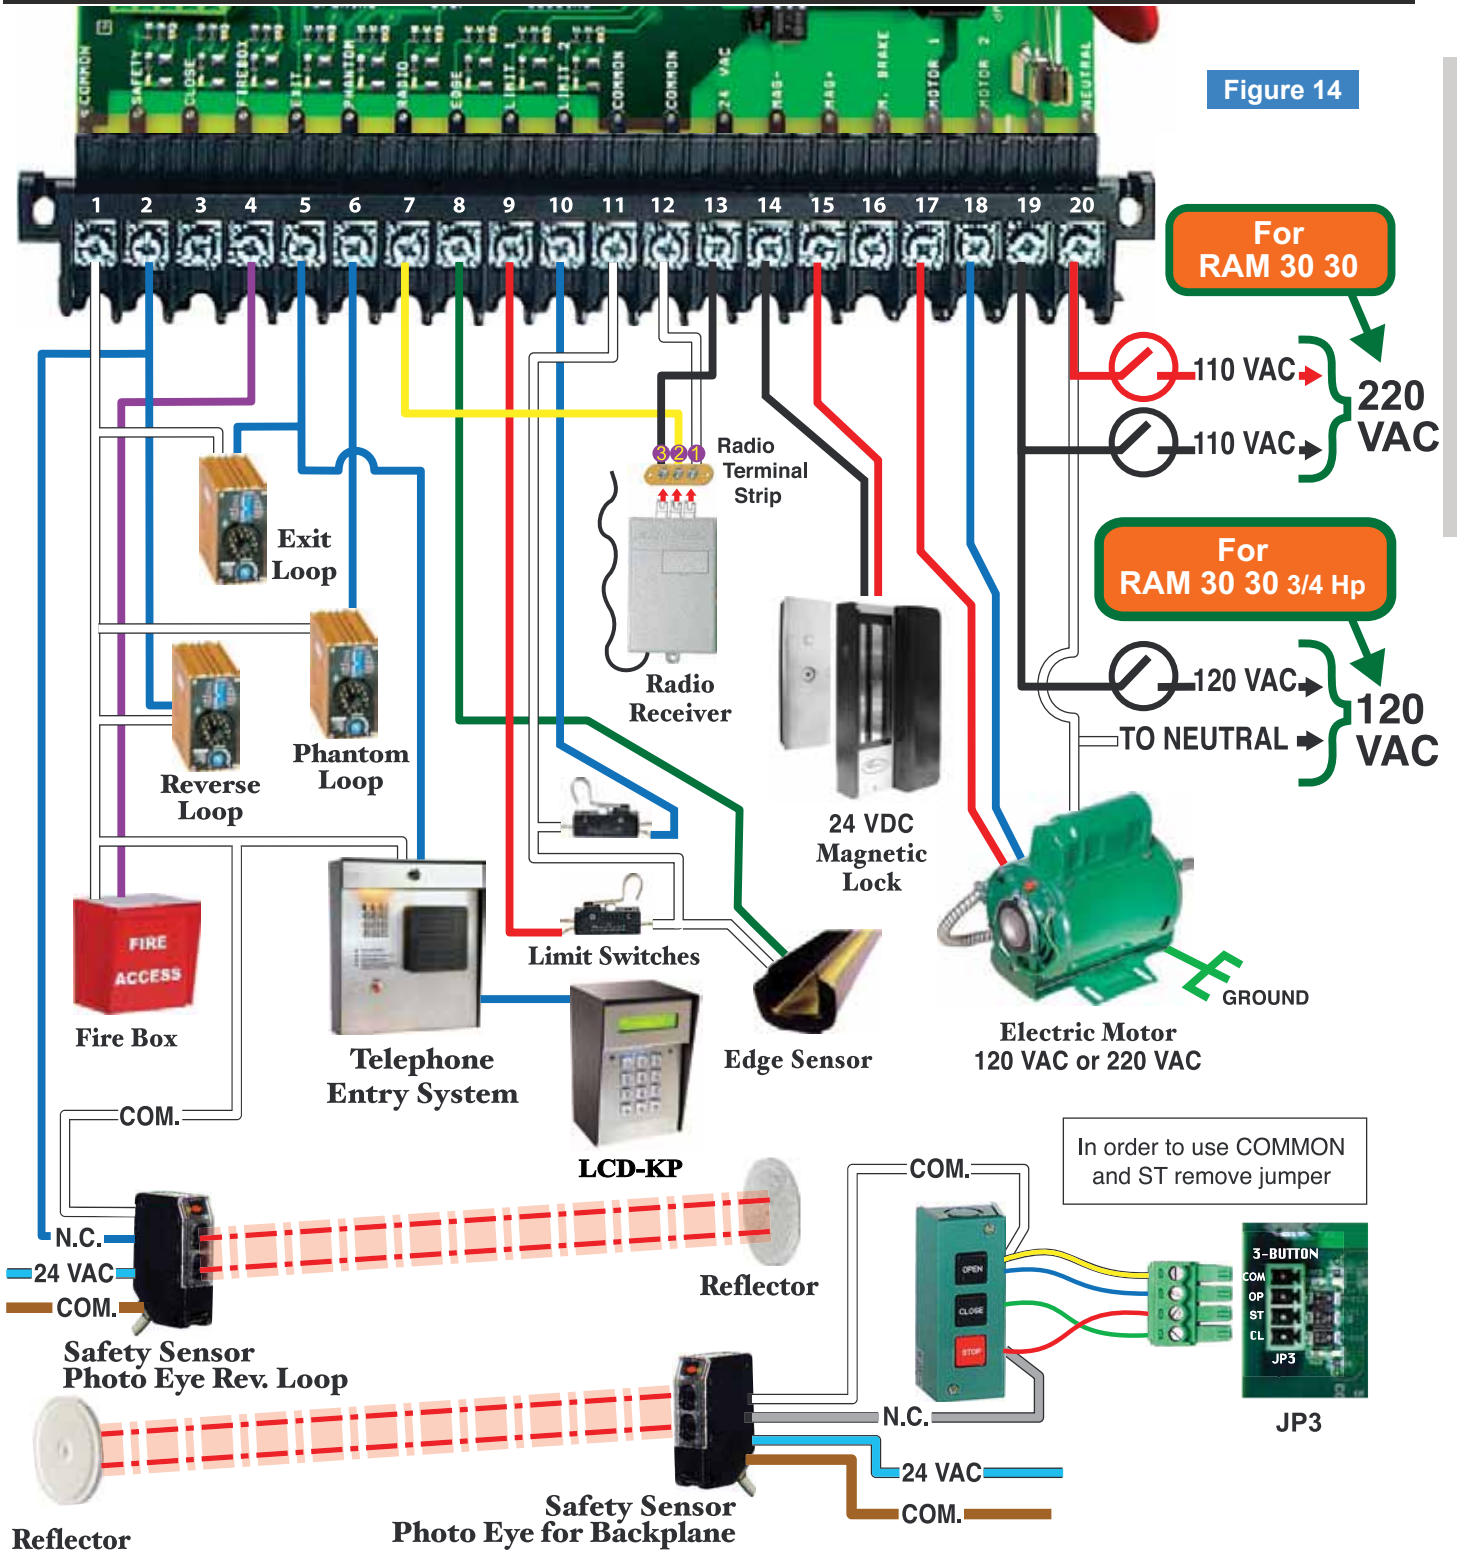 COMMON
SAFETY
CLOSE
FIREBOX
EXIT
PHANTOM
RADIO
EDGE
LIMIT 1
LIMIT 2
COMMON
COMMON
24 VAC
MAG-
MAG+
M. BRAKE
MOTOR 1
MOTOR 2
NEUTRAL
Figure 14
1 2 3 4 5 6 7 8 9 10 11 12 13 14 15 16 17 18 19 20
For
RAM 30 30
110 VAC
110 VAC
220
VAC
3 2 1
Radio
Terminal
Strip
Exit
Loop
For
RAM 30 30 3/4 Hp
120 VAC
TO NEUTRAL
120
VAC
Radio
Receiver
Phantom
Loop
Reverse
Loop
24 VDC
Magnetic
Lock
FIRE
ACCESS
Fire Box
Limit Switches
Telephone
Entry System
Edge Sensor
GROUND
Electric Motor
120 VAC or 220 VAC
COM.
LCD-KP
In order to use COMMON
and ST remove jumper
COM.
N.C.
24 VAC
COM.
Reflector
Safety Sensor
Photo Eye Rev. Loop
OPEN
CLOSE
STOP
3-BUTTON
COM
OP
ST
CL
JP3
JP3
N.C.
24 VAC
COM.
Safety Sensor
Photo Eye for Backplane
Reflector